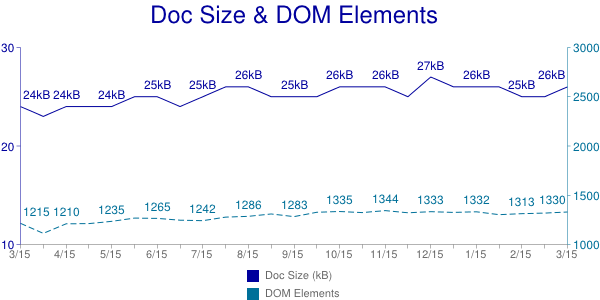 Doc Size & DOM Elements
30 3000
24kB 24kB 24kB 25kB 25kB 26kB 25kB 26kB 26kB 27kB 26kB 25kB 26kB
2500
20 2000
1500
1215 1210 1235 1265 1242 1286 1283 1335 1344 1333 1332 1313 1330
10 1000
3/15 4/15 5/15 6/15 7/15 8/15 9/15 10/15 11/15 12/15 1/15 2/15 3/15
Doc Size (kB)
DOM Elements